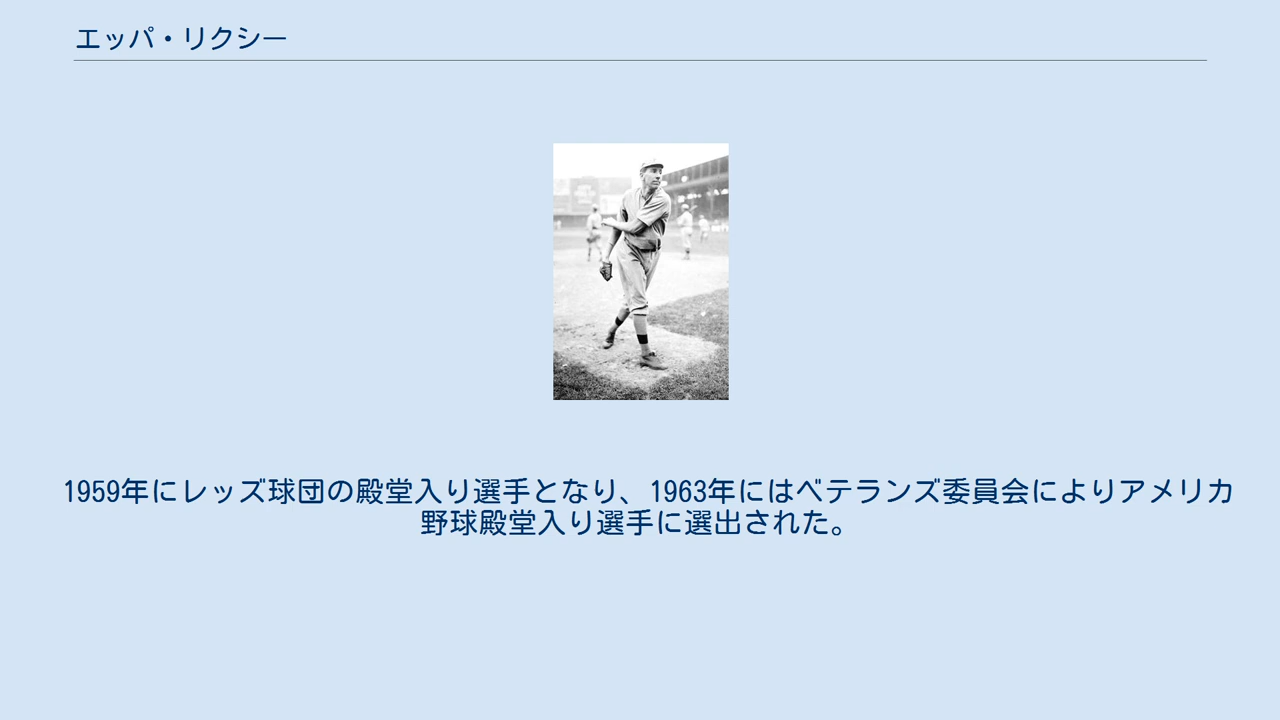 エッパ・リクシー
1959年にレッズ球団の殿堂入り選手となり、1963年にはベテランズ委員会によりアメリカ
野球殿堂入り選手に選出された。